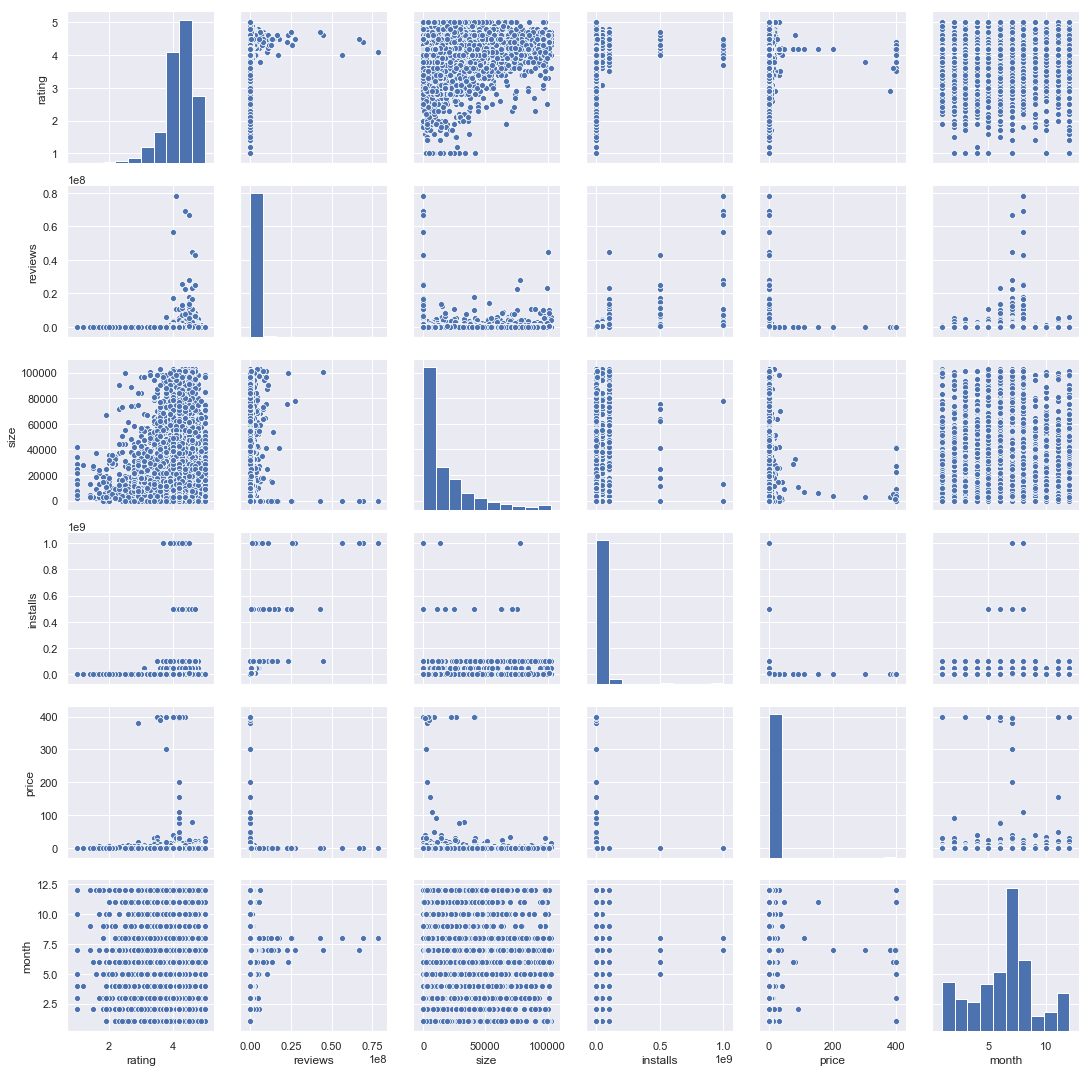 5
4
3
2
1
rating
1e8
0.8
0.6
0.4
0.2
0.0
reviews
100000
80000
60000
40000
20000
0
size
1e9
1.0
0.8
0.6
0.4
0.2
0.0
installs
400
300
200
100
0
price
12.5
10.0
7.5
5.0
2.5
month
2 4
0.00 0.25 0.50 0.75
0 50000 100000
0.0 0.5 1.0
0 200 400
5 10
rating reviews size installs price month
1e8 1e9